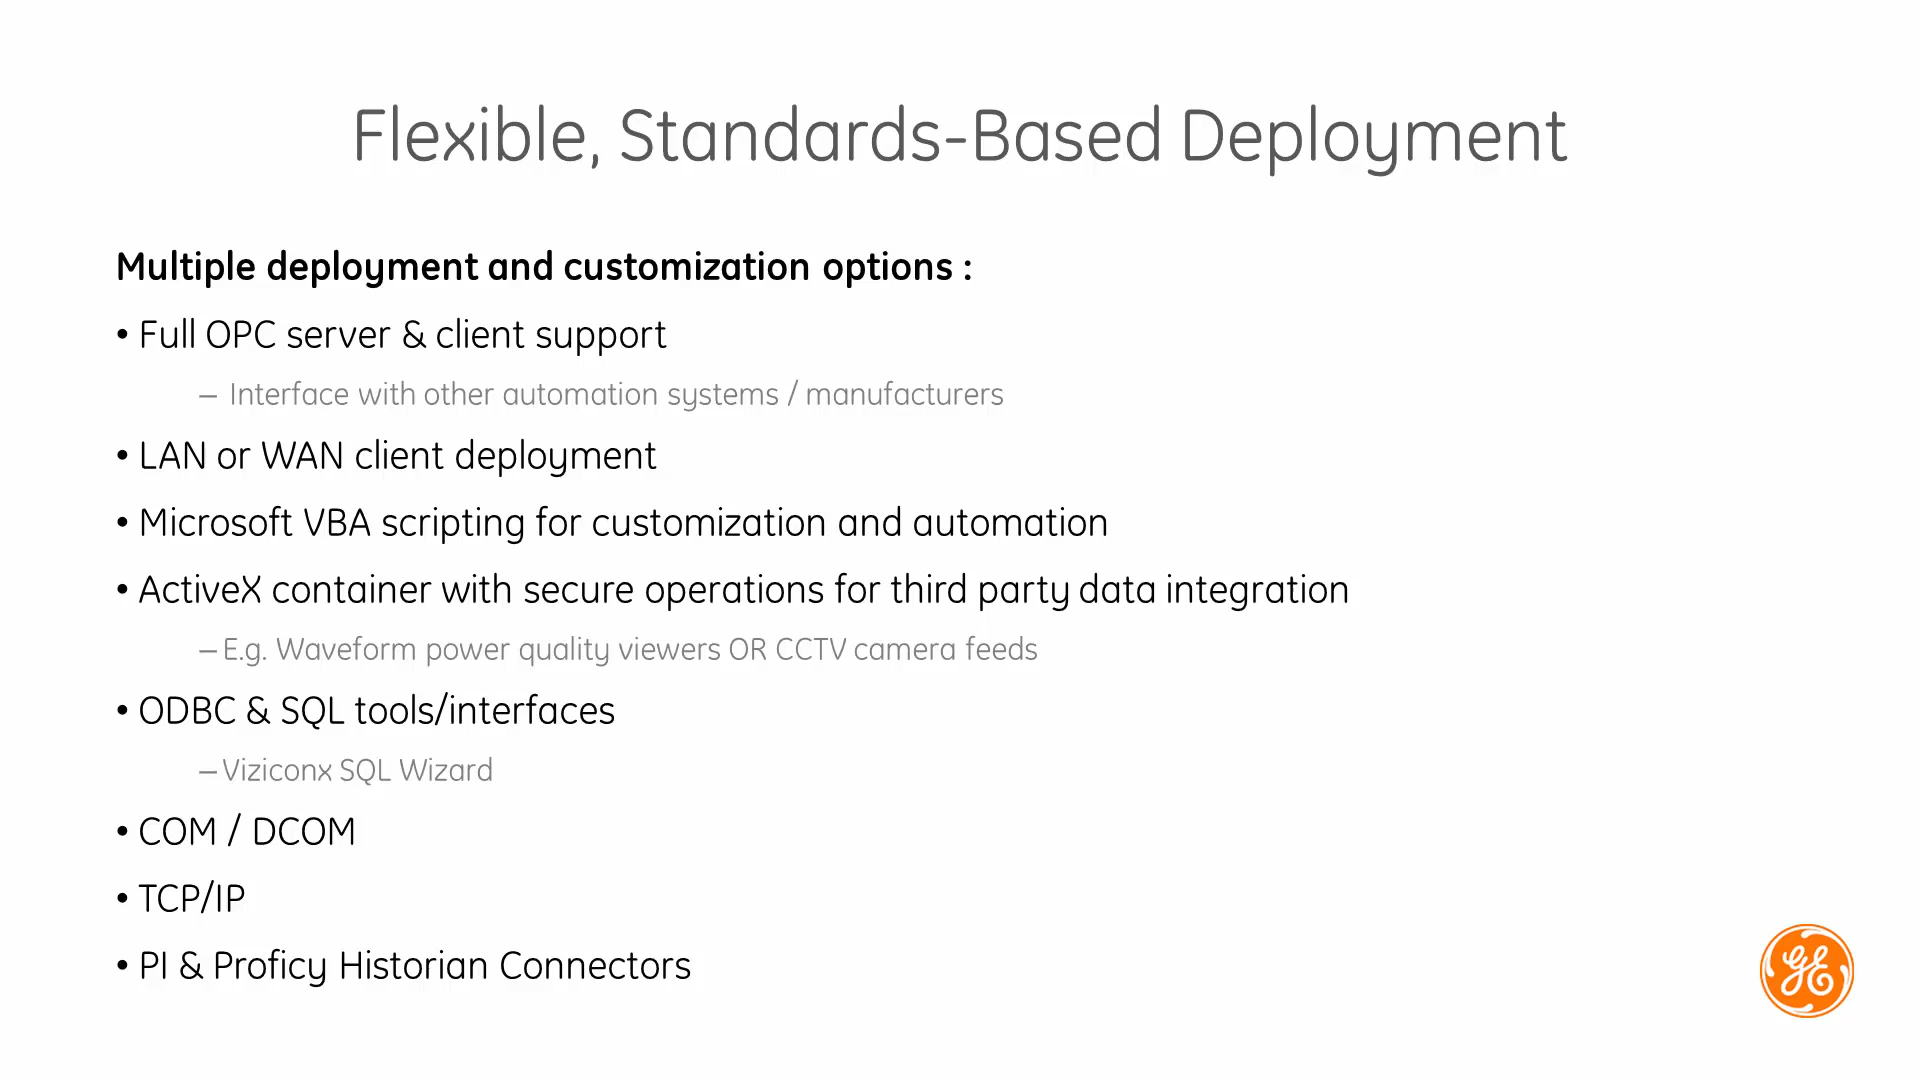 Flexible, Standards-Based Deployment
Multiple deployment and customization options :
• Full OPC server & client support
– Interface with other automation systems / manufacturers
• LAN or WAN client deployment
• Microsoft VBA scripting for customization and automation
• ActiveX container with secure operations for third party data integration
– E.g. Waveform power quality viewers OR CCTV camera feeds
• ODBC & SQL tools/interfaces
– Viziconx SQL Wizard
• COM / DCOM
• TCP/IP
• PI & Proficy Historian Connectors
GE